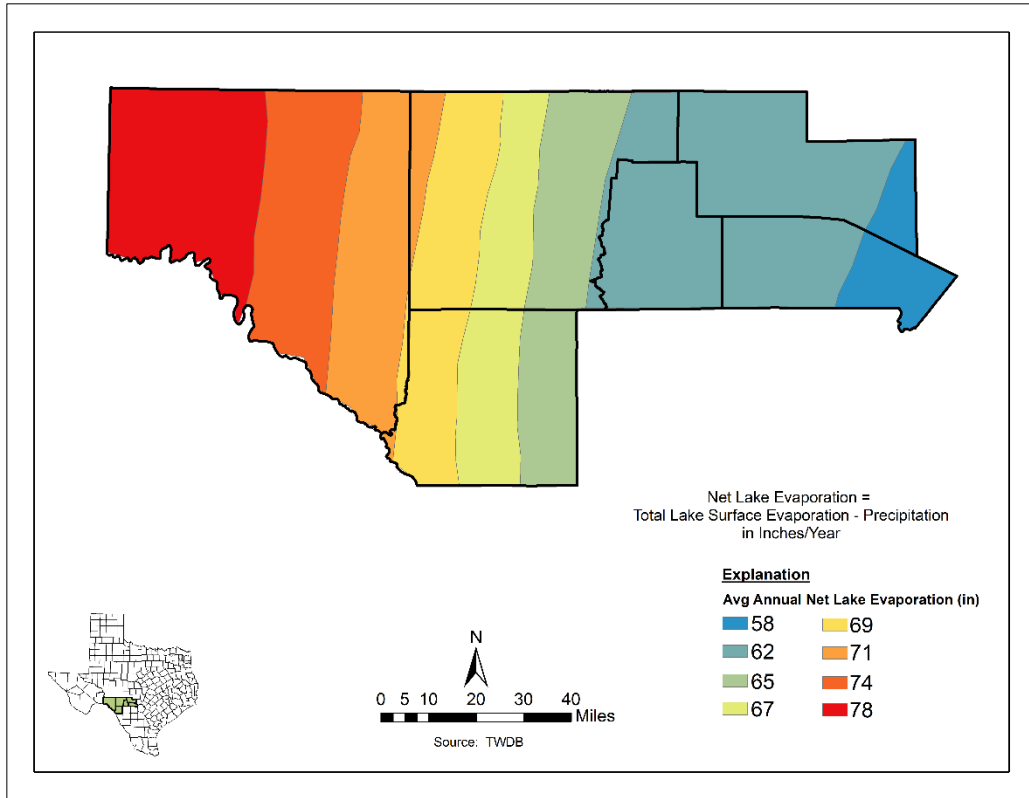 Net Lake Evaporation =
Total Lake Surface Evaporation - Precipitation
in Inches/Year
Explanation
Avg Annual Net Lake Evaporation (in)
58 69
62 71
65 74
67 78
N
0 5 10 20 30 40
Miles
Source: TWDB